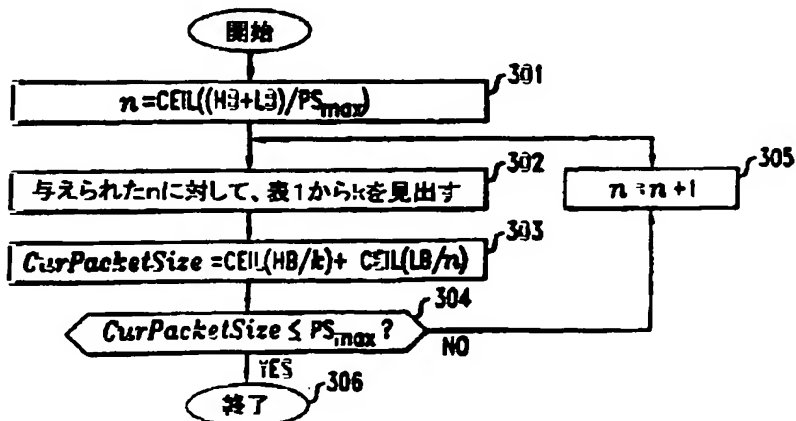 開始
301
n=CEIL((HB+LB)/PSmax)
302
与えられたnに対して、表1からkを見出す
305
n=n+1
303
CurPacketSize=CEIL(HB/k)+ CEIL(LB/n)
304
CurPacketSize ≤ PSmax?
NO
YES
306
終了